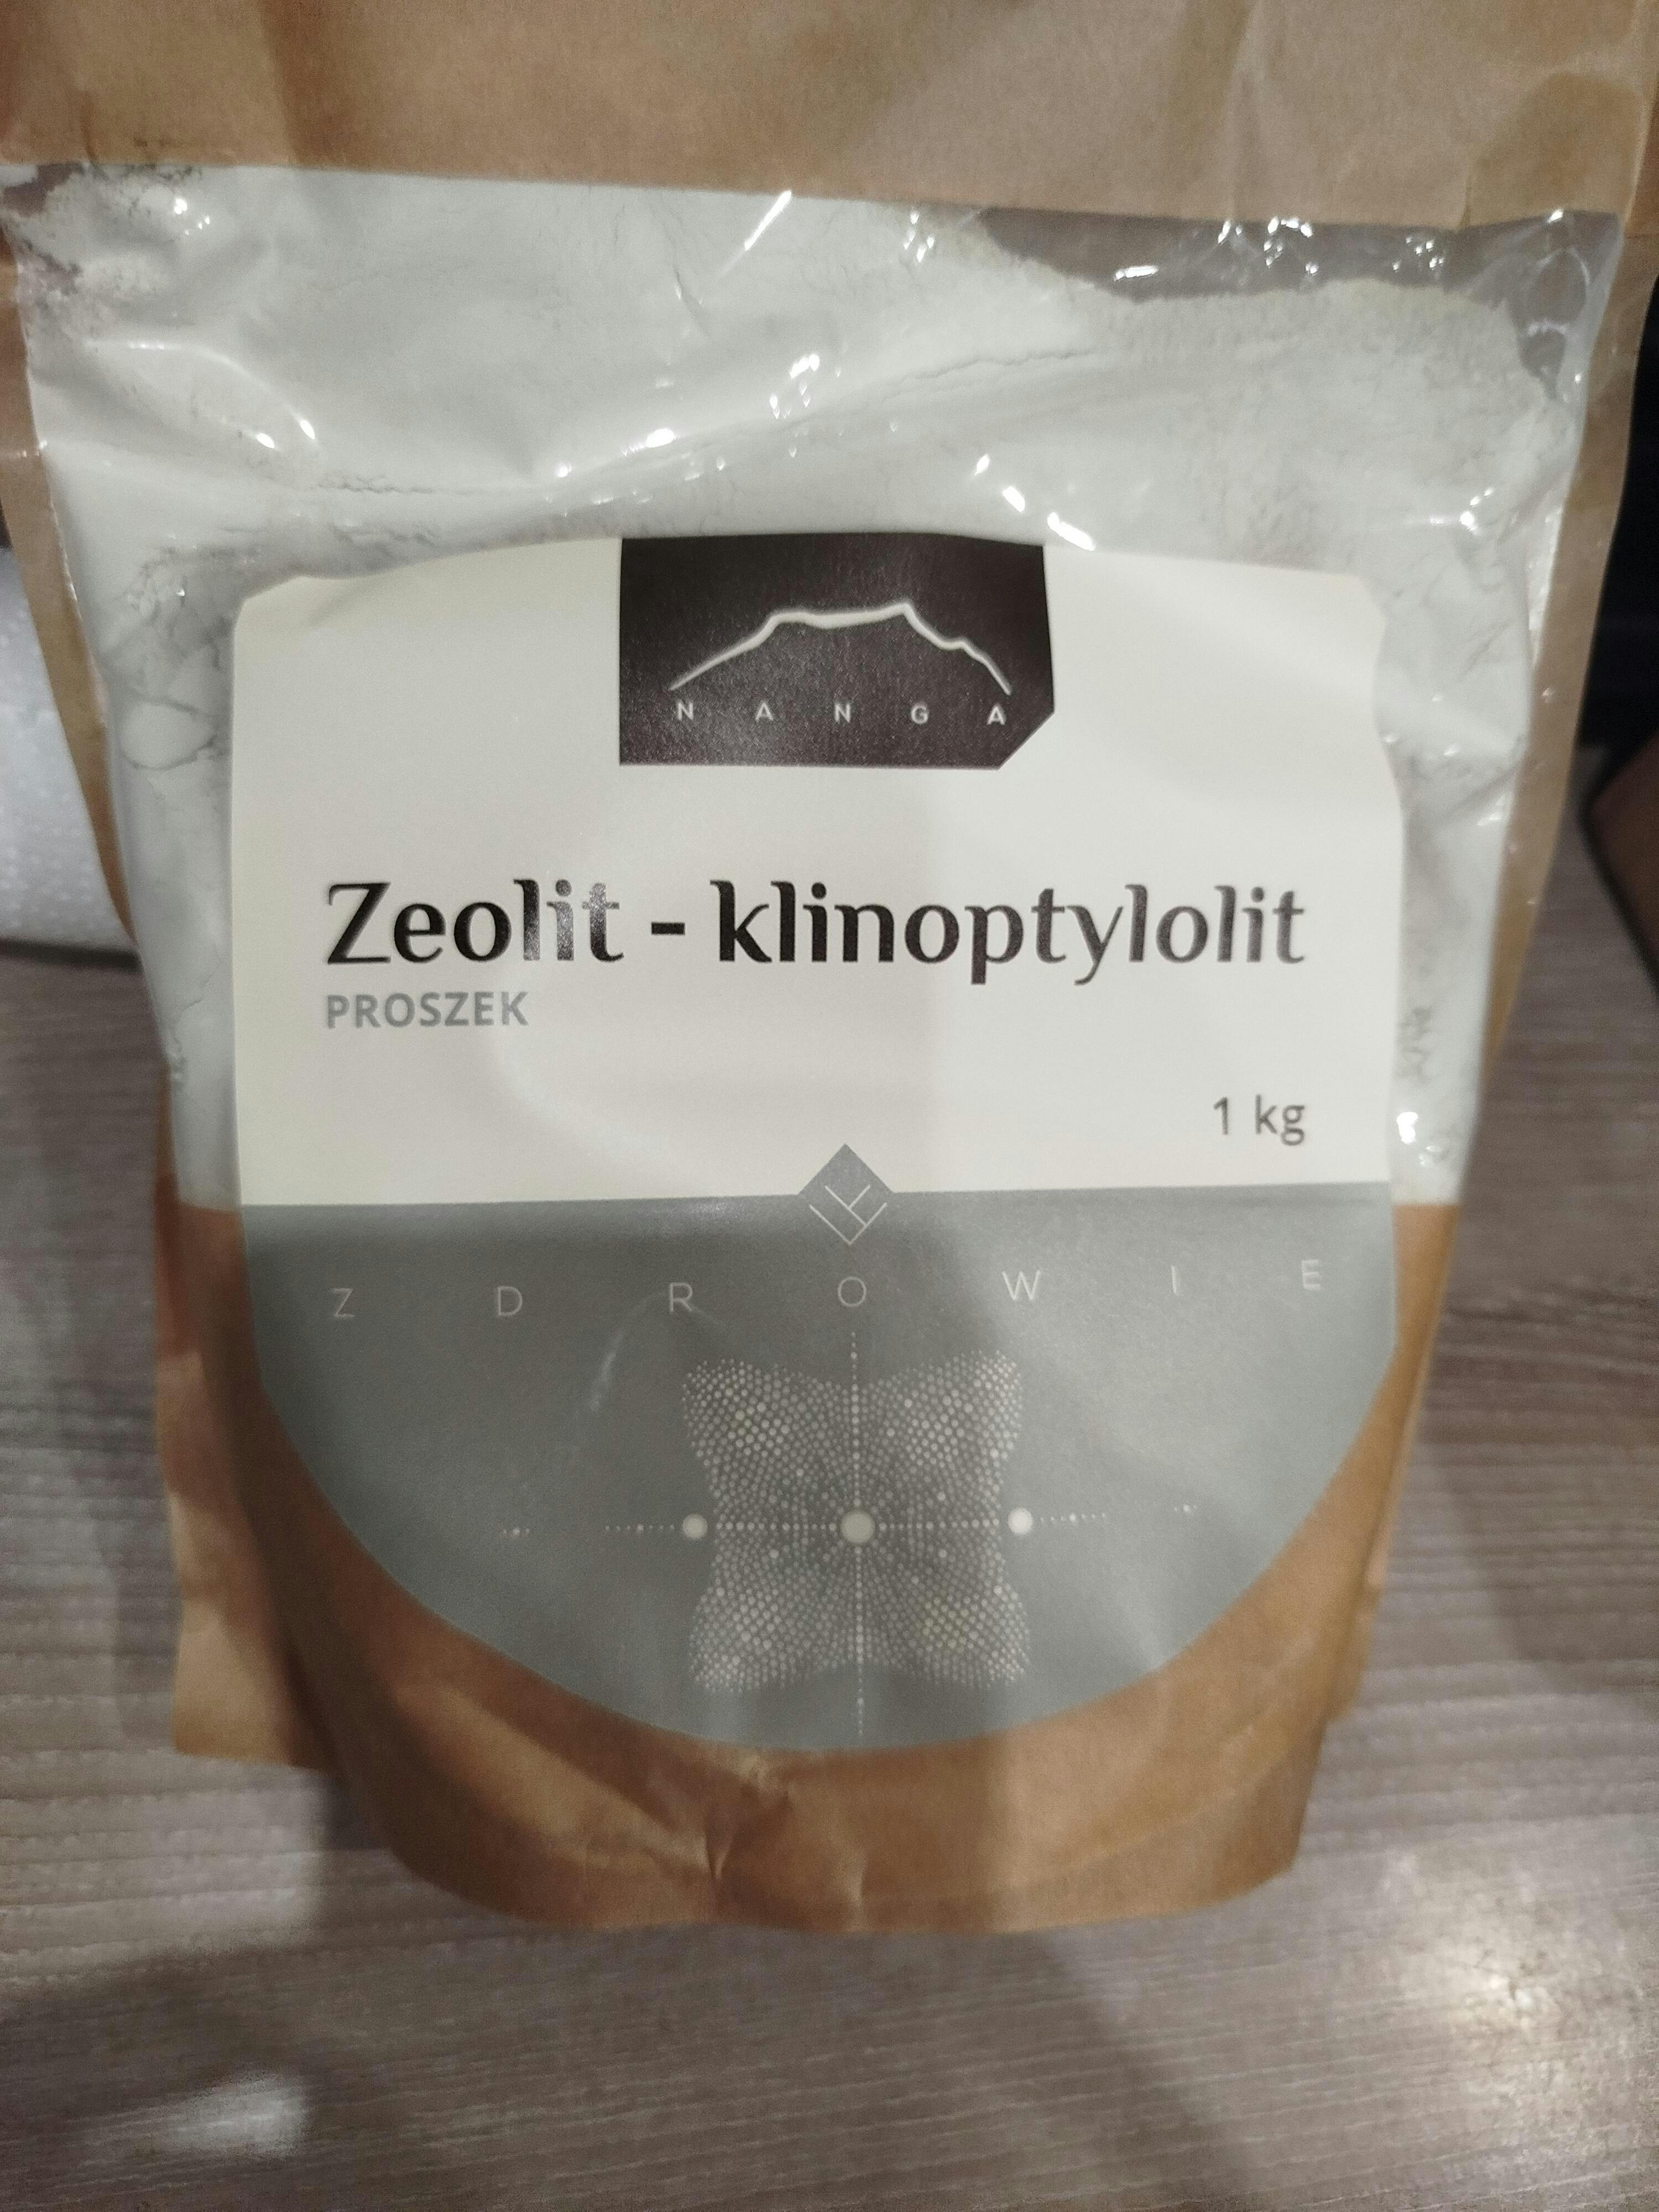 NANGA
Zeolit - klinoptylolit
PROSZEK
1 kg
ZDROWIE